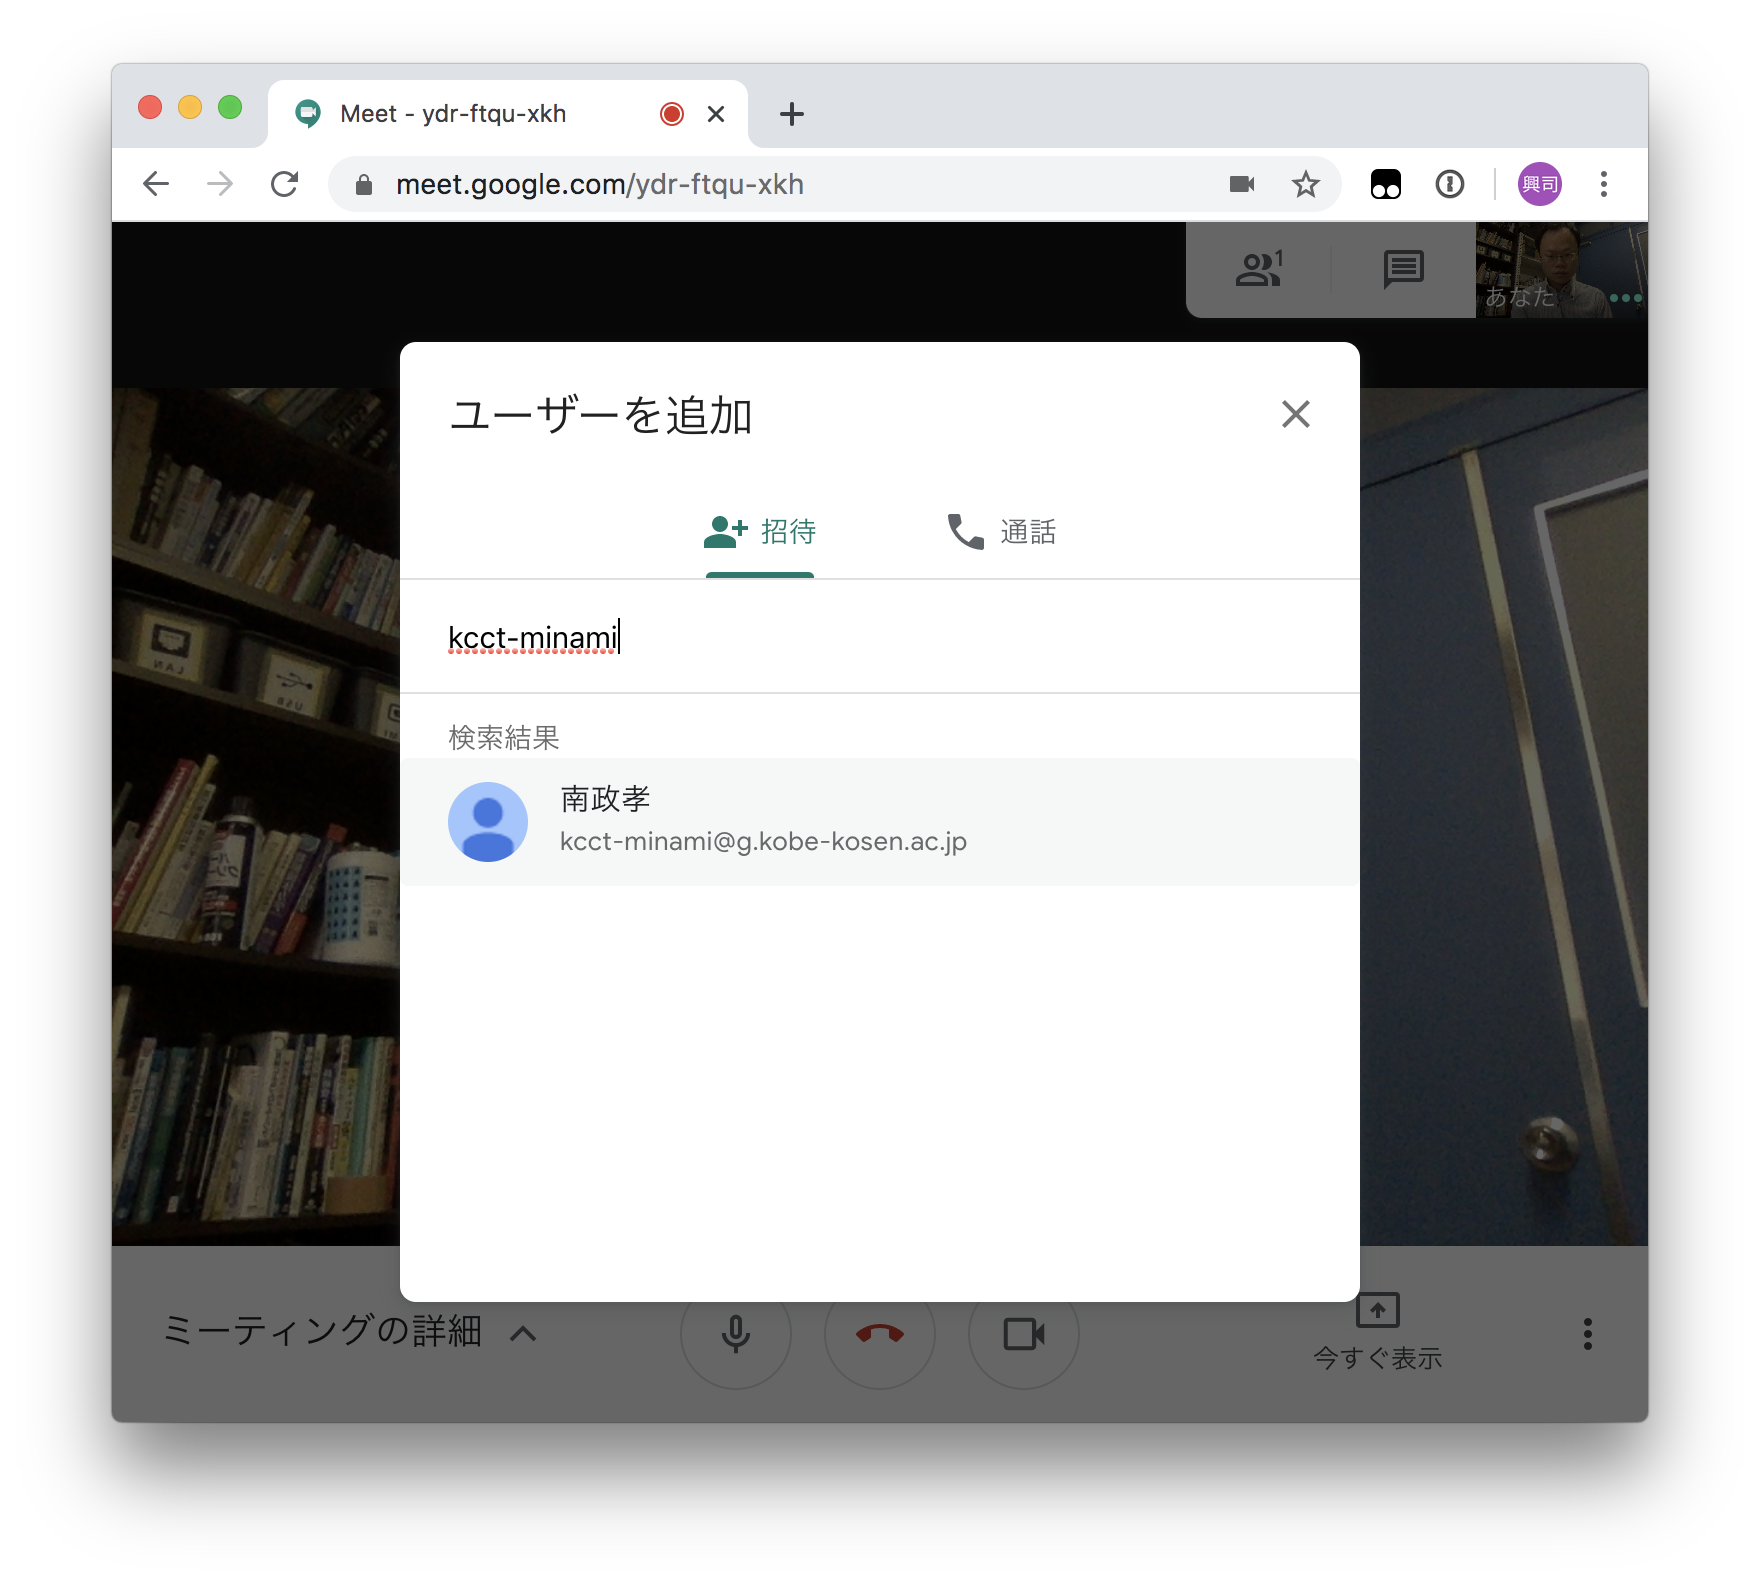 Meet - ydr-ftqu-xkh
meet.google.com/ydr-ftqu-xkh
興司
1
あなた
ユーザーを追加
招待
通話
kcct-minami
検索結果
南政孝
kcct-minami@g.kobe-kosen.ac.jp
LAN
USB
ミーティングの詳細
今すぐ表示